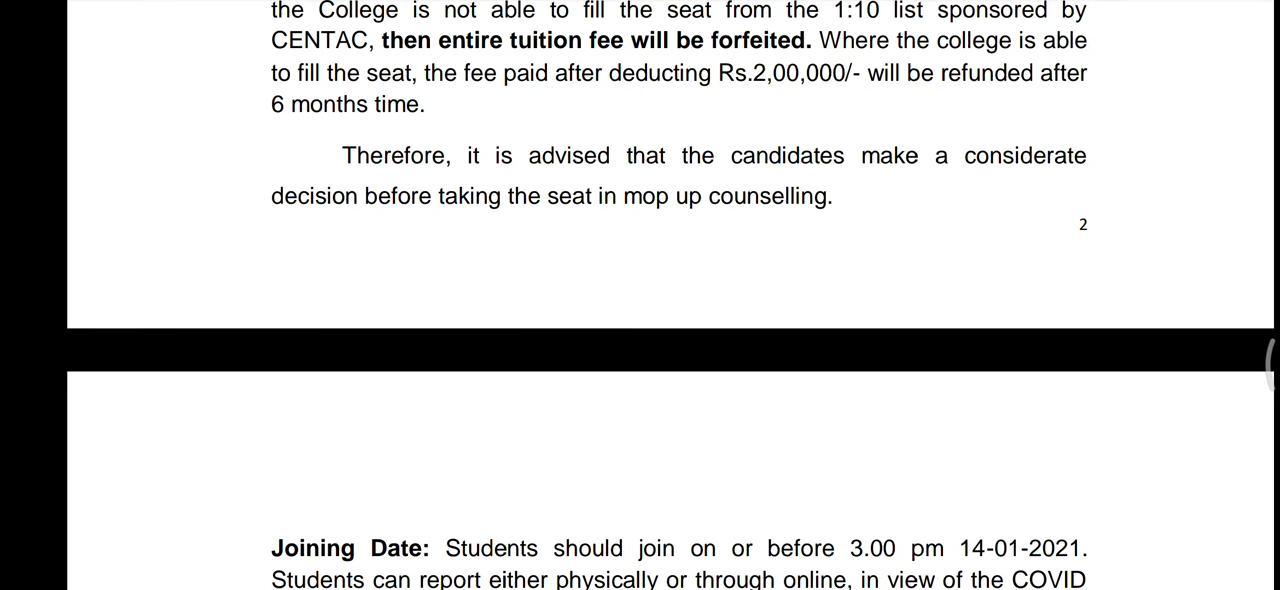 the College is not able to fill the seat from the 1:10 list sponsored by
CENTAC, then entire tuition fee will be forfeited. Where the college is able
to fill the seat, the fee paid after deducting Rs.2,00,000/- will be refunded after
6 months time.
Therefore, it is advised that the candidates make a considerate
decision before taking the seat in mop up counselling.
2
Joining Date: Students should join on or before 3.00 pm 14-01-2021.
Students can report either physically or through online, in view of the COVID